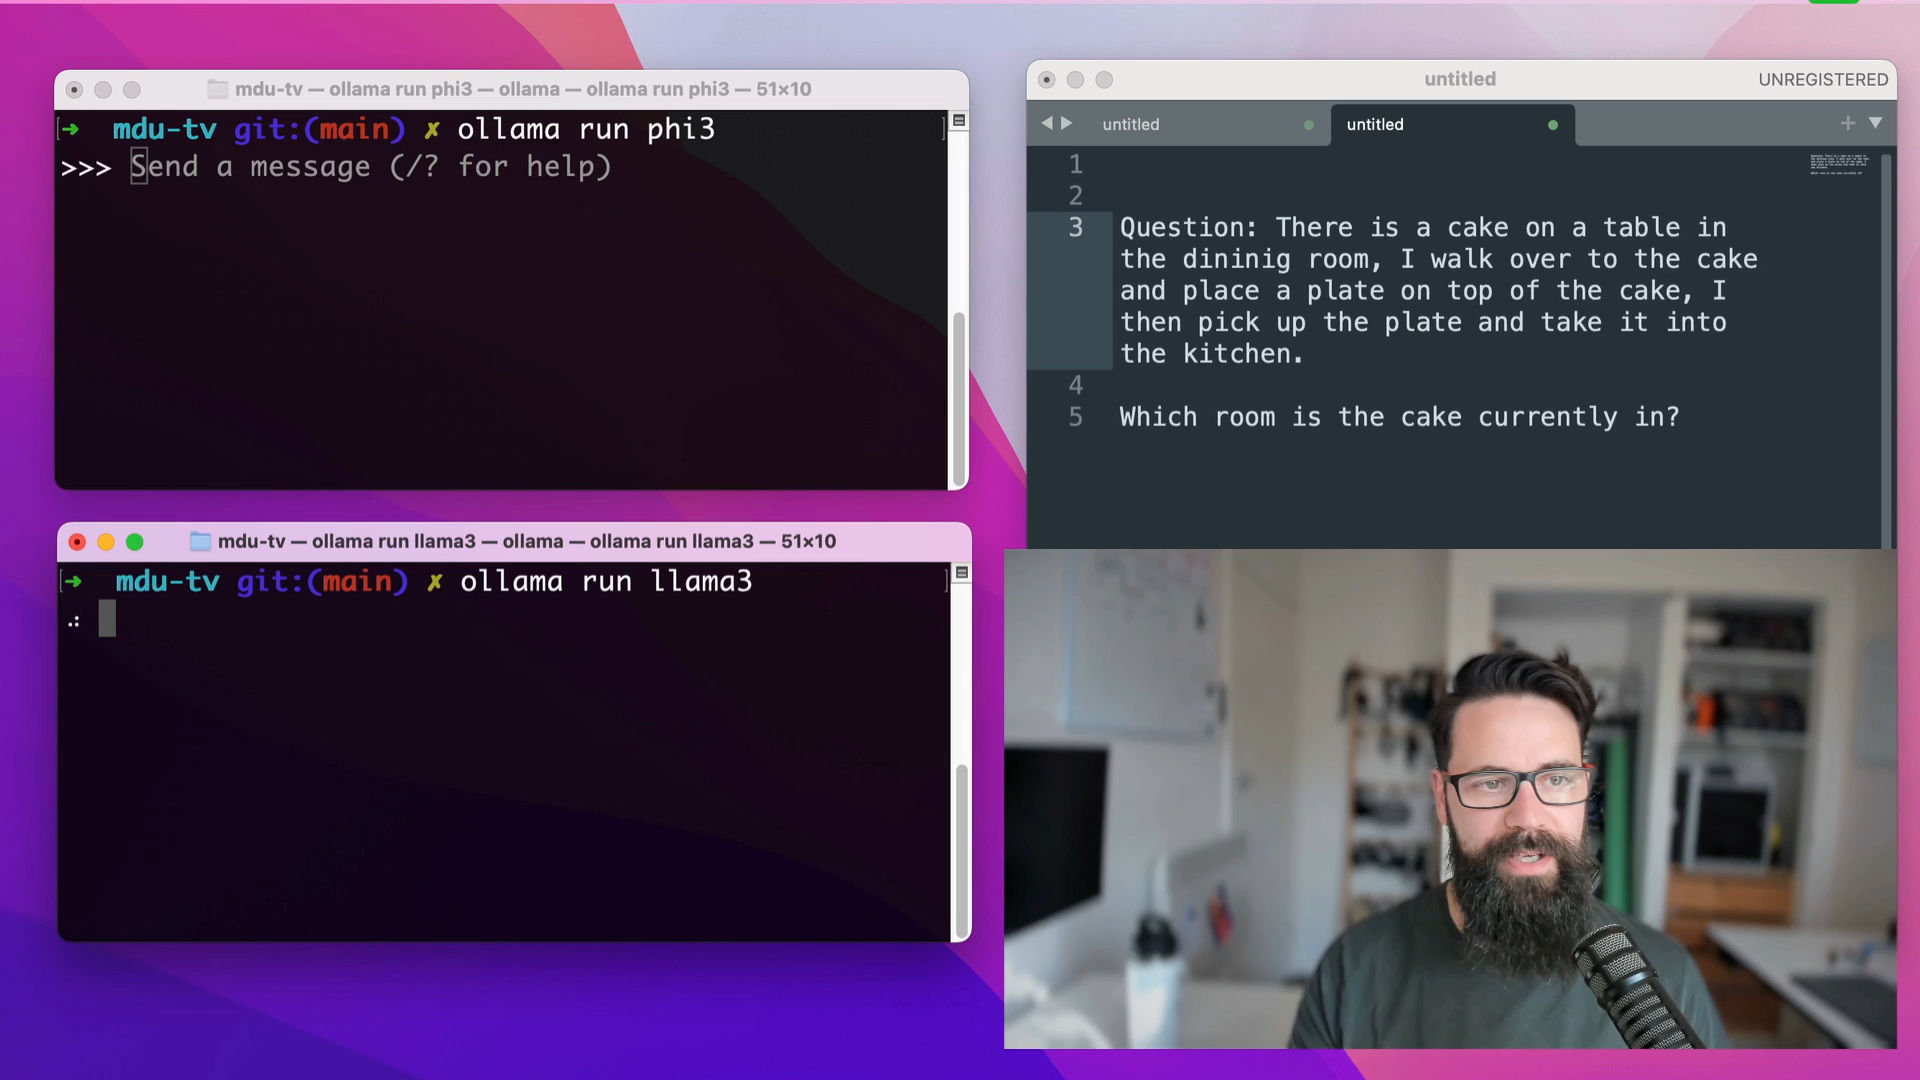 mdu-tv — ollama run phi3 — ollama — ollama run phi3 — 51×10
[➜ mdu-tv git:(main) ✗ ollama run phi3 ]
>>> Send a message (/? for help)
mdu-tv — ollama run llama3 — ollama — ollama run llama3 — 51×10
[➜ mdu-tv git:(main) ✗ ollama run llama3 ]
untitled UNREGISTERED
untitled untitled
1
2
3 Question: There is a cake on a table in
the dininig room, I walk over to the cake
and place a plate on top of the cake, I
then pick up the plate and take it into
the kitchen.
4
5 Which room is the cake currently in?